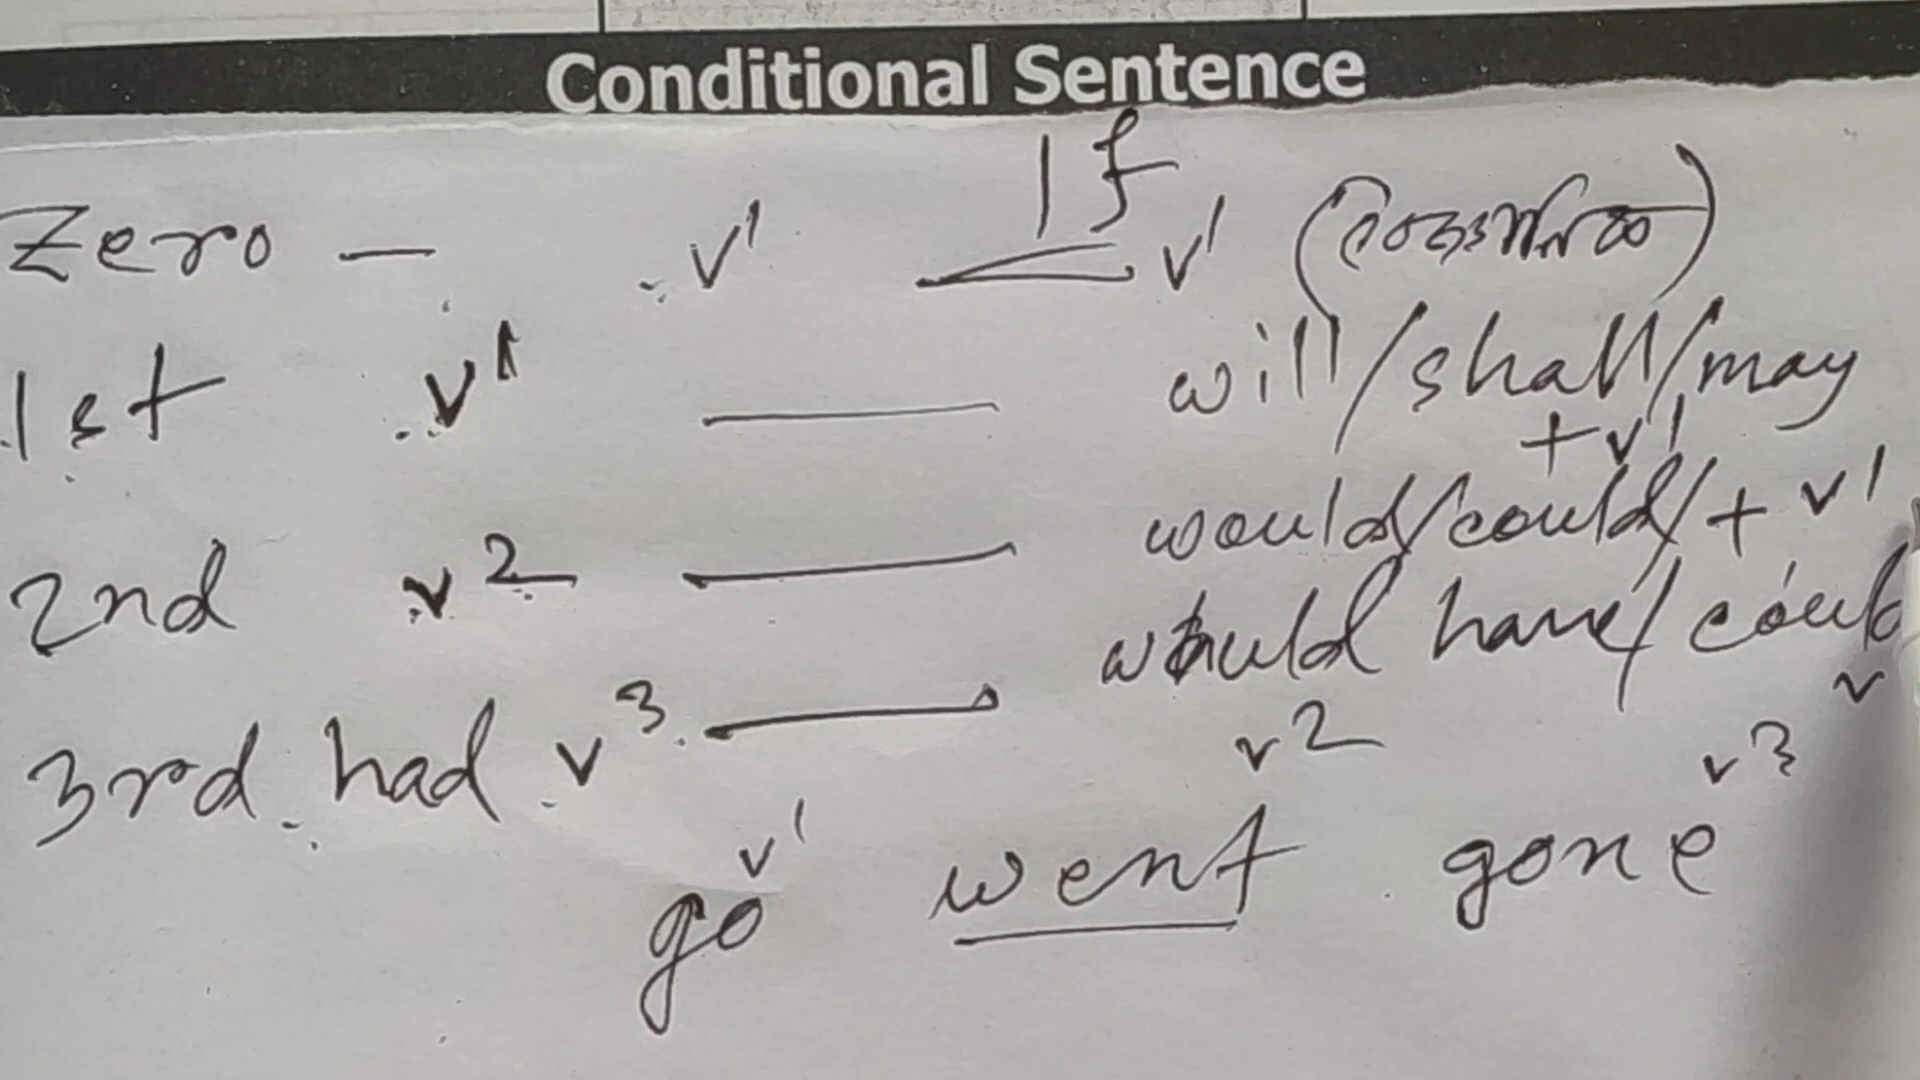 Conditional Sentence
If
Zero — v1 v1 ( )
1st v1 — will/shall/may
+v1
2nd v2 — would/could/+v1
3rd had v3 — would have/could
v
v1 v2 v3
go went gone